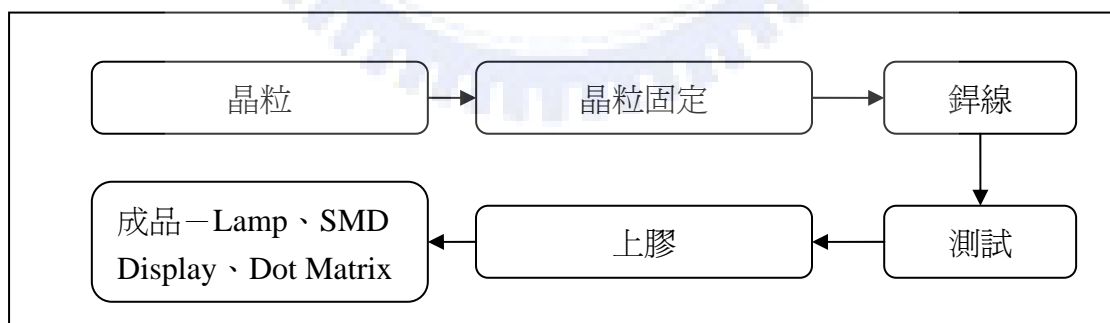 晶粒
晶粒固定
銲線
測試
上膠
成品－Lamp、SMD
Display、Dot Matrix